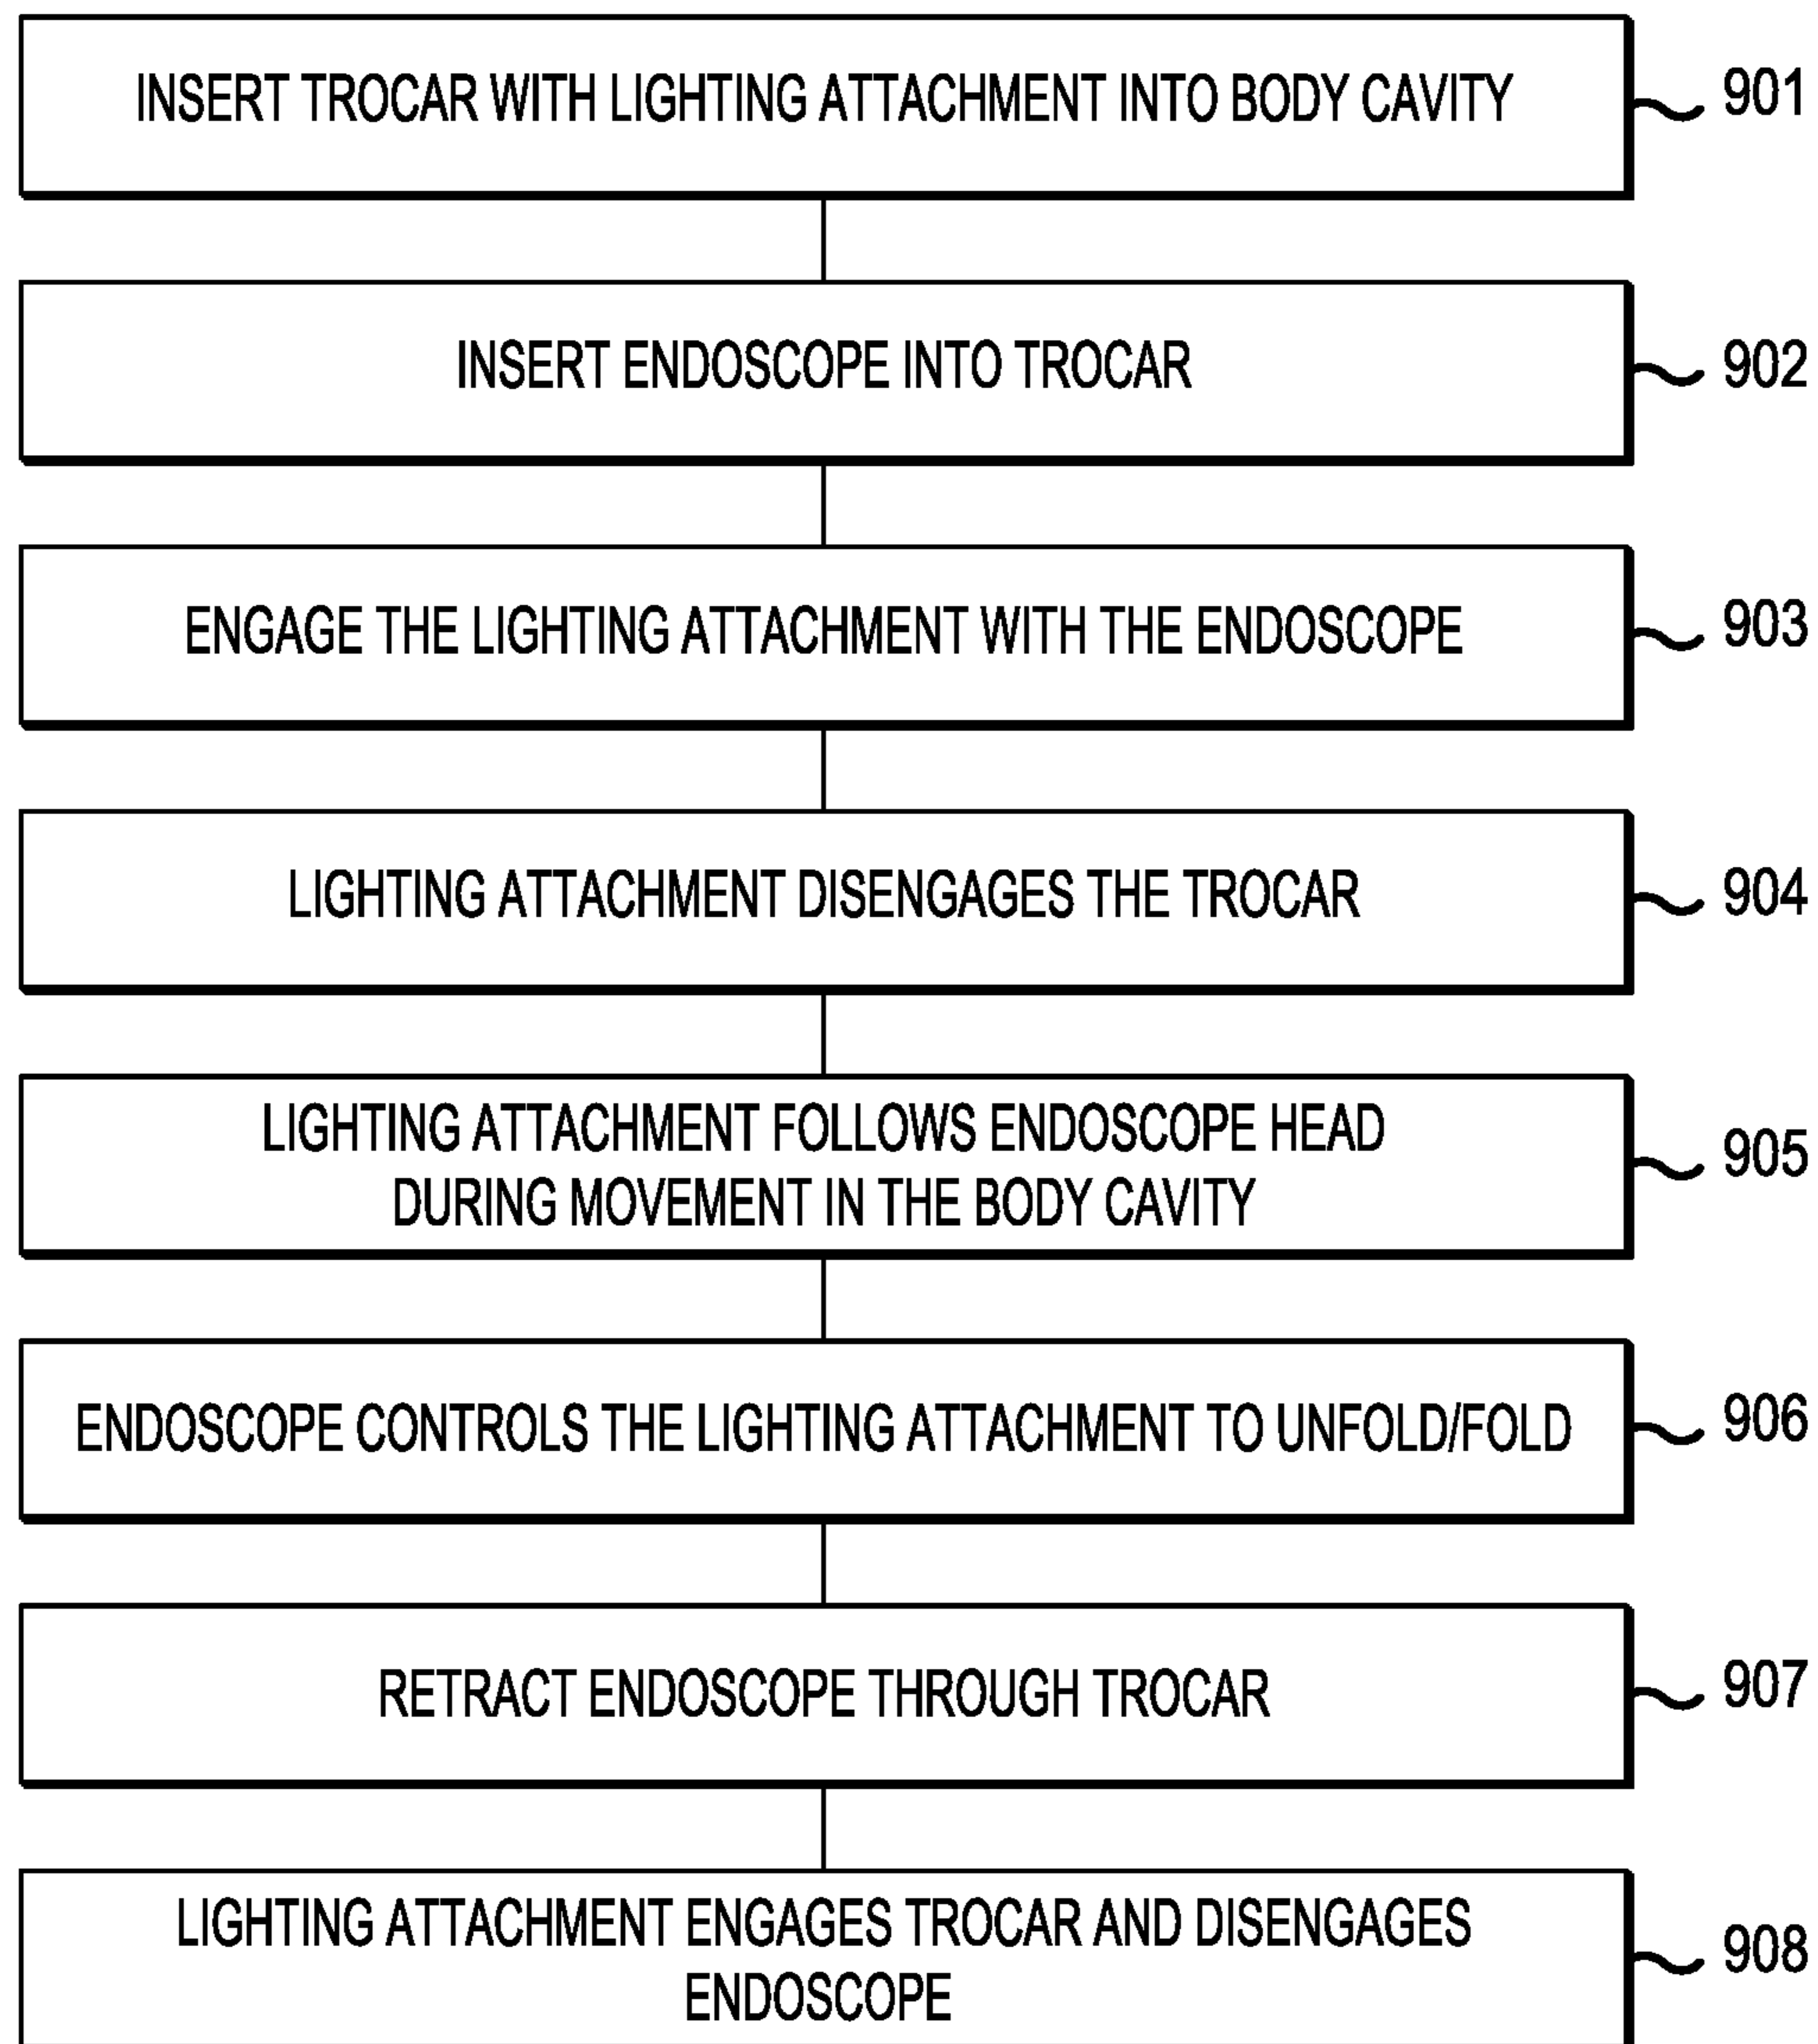 INSERT TROCAR WITH LIGHTING ATTACHMENT INTO BODY CAVITY
901
INSERT ENDOSCOPE INTO TROCAR
902
ENGAGE THE LIGHTING ATTACHMENT WITH THE ENDOSCOPE
903
LIGHTING ATTACHMENT DISENGAGES THE TROCAR
904
LIGHTING ATTACHMENT FOLLOWS ENDOSCOPE HEAD
DURING MOVEMENT IN THE BODY CAVITY
905
ENDOSCOPE CONTROLS THE LIGHTING ATTACHMENT TO UNFOLD/FOLD
906
RETRACT ENDOSCOPE THROUGH TROCAR
907
LIGHTING ATTACHMENT ENGAGES TROCAR AND DISENGAGES
ENDOSCOPE
908